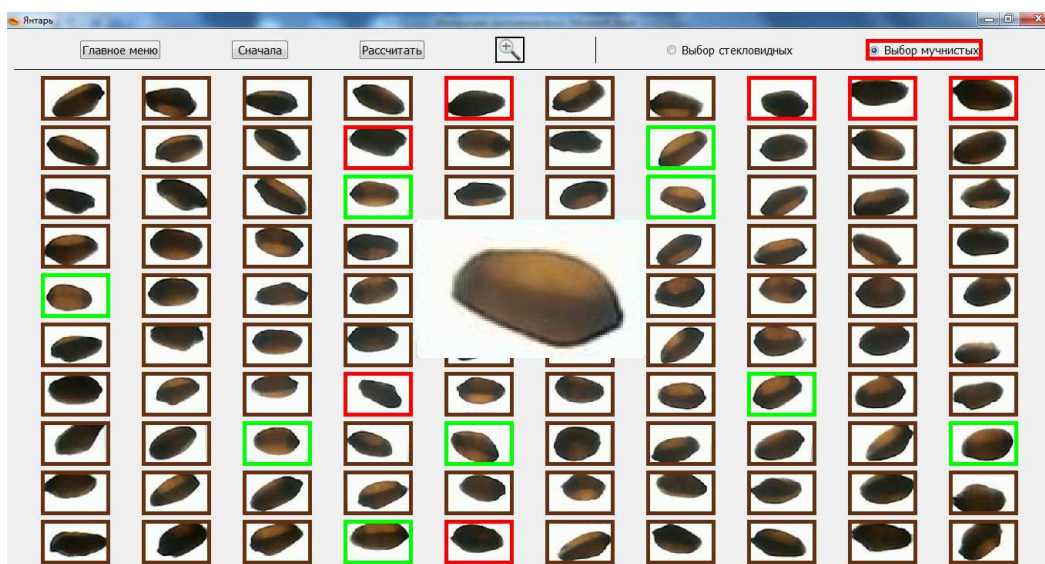 Янтарь
Главное меню
Сначала
Рассчитать
Выбор стекловидных
Выбор мучнистых